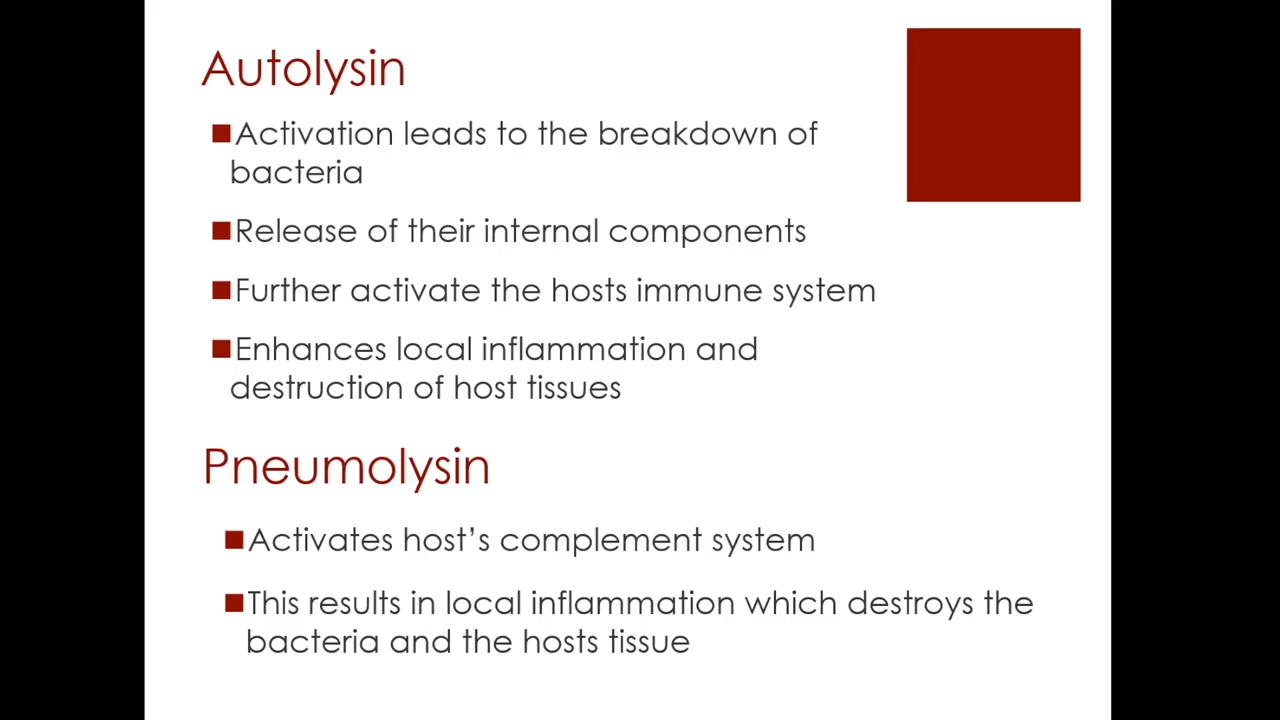 Autolysin
■Activation leads to the breakdown of
bacteria
■Release of their internal components
■Further activate the hosts immune system
■Enhances local inflammation and
destruction of host tissues
Pneumolysin
■Activates host’s complement system
■This results in local inflammation which destroys the
bacteria and the hosts tissue